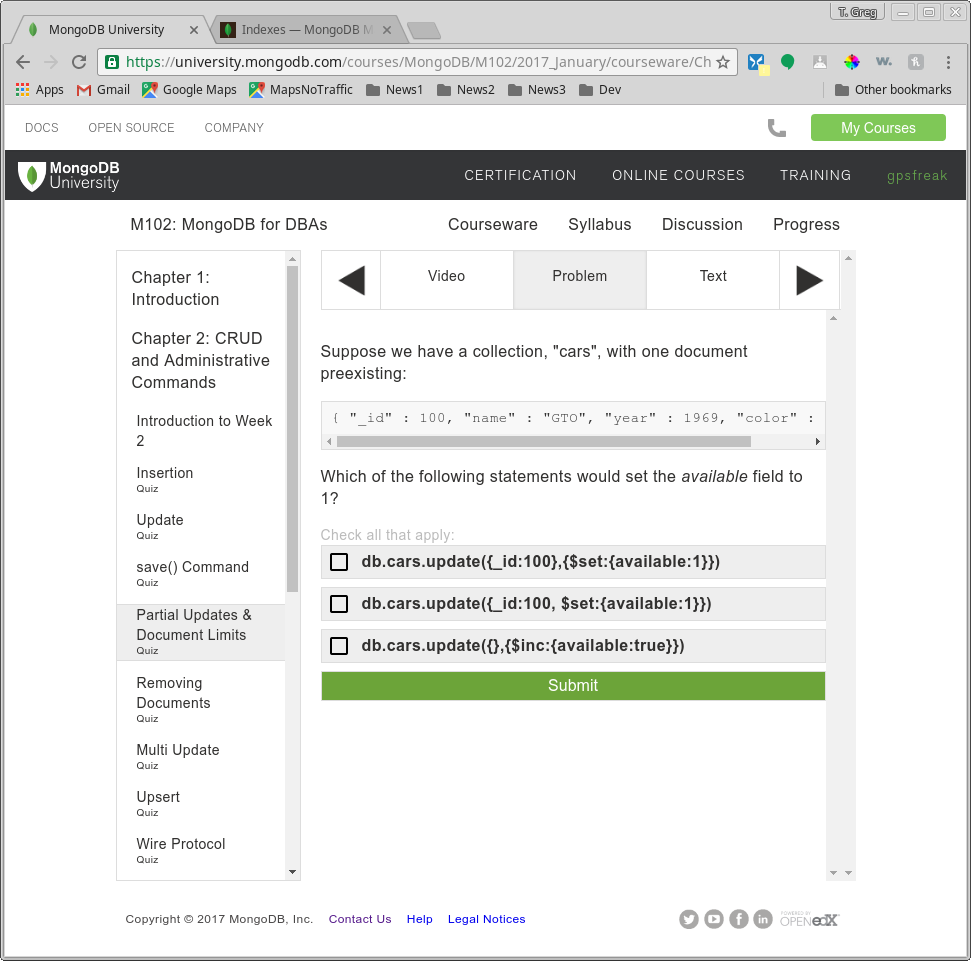 T. Greg
MongoDB University
Indexes — MongoDB M
https://university.mongodb.com/courses/MongoDB/M102/2017_January/courseware/Ch
w.
Apps Gmail Google Maps MapsNoTraffic News1 News2 News3 Dev Other bookmarks
DOCS OPEN SOURCE COMPANY My Courses
MongoDB
University
CERTIFICATION ONLINE COURSES TRAINING gpsfreak
M102: MongoDB for DBAs Courseware Syllabus Discussion Progress
Chapter 1:
Introduction
Chapter 2: CRUD
and Administrative
Commands
Introduction to Week
2
Insertion
Quiz
Update
Quiz
save() Command
Quiz
Partial Updates &
Document Limits
Quiz
Removing
Documents
Quiz
Multi Update
Quiz
Upsert
Quiz
Wire Protocol
Quiz
Video Problem Text
Suppose we have a collection, "cars", with one document
preexisting:
{ "_id" : 100, "name" : "GTO", "year" : 1969, "color" :
Which of the following statements would set the available field to
1?
Check all that apply:
db.cars.update({_id:100},{$set:{available:1}})
db.cars.update({_id:100, $set:{available:1}})
db.cars.update({},{$inc:{available:true}})
Submit
Copyright © 2017 MongoDB, Inc. Contact Us Help Legal Notices
POWERED BY
OPEN edX